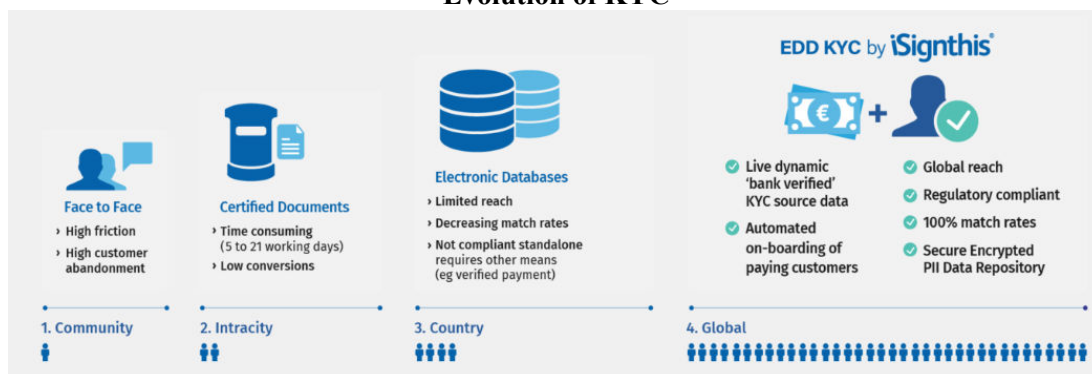 Evolution of KYC
Face to Face
› High friction
› High customer
abandonment
1. Community
Certified Documents
› Time consuming
(5 to 21 working days)
› Low conversions
2. Intracity
Electronic Databases
› Limited reach
› Decreasing match rates
› Not compliant standalone
requires other means
(eg verified payment)
3. Country
EDD KYC by iSignthis®
€
+
Live dynamic
'bank verified'
KYC source data
Automated
on-boarding of
paying customers
Global reach
Regulatory compliant
100% match rates
Secure Encrypted
PII Data Repository
4. Global